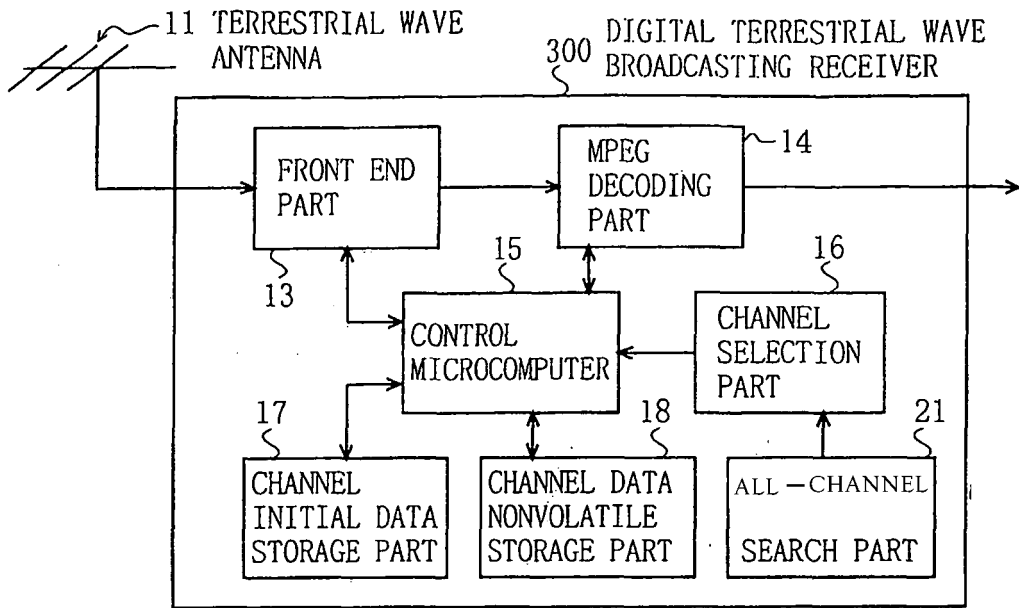 11 TERRESTRIAL WAVE
ANTENNA
DIGITAL TERRESTRIAL WAVE
300 BROADCASTING RECEIVER
FRONT END
PART
13
MPEG
DECODING
PART
14
15
CONTROL
MICROCOMPUTER
16
CHANNEL
SELECTION
PART
17
CHANNEL
INITIAL DATA
STORAGE PART
18
CHANNEL DATA
NONVOLATILE
STORAGE PART
21
ALL-CHANNEL
SEARCH PART